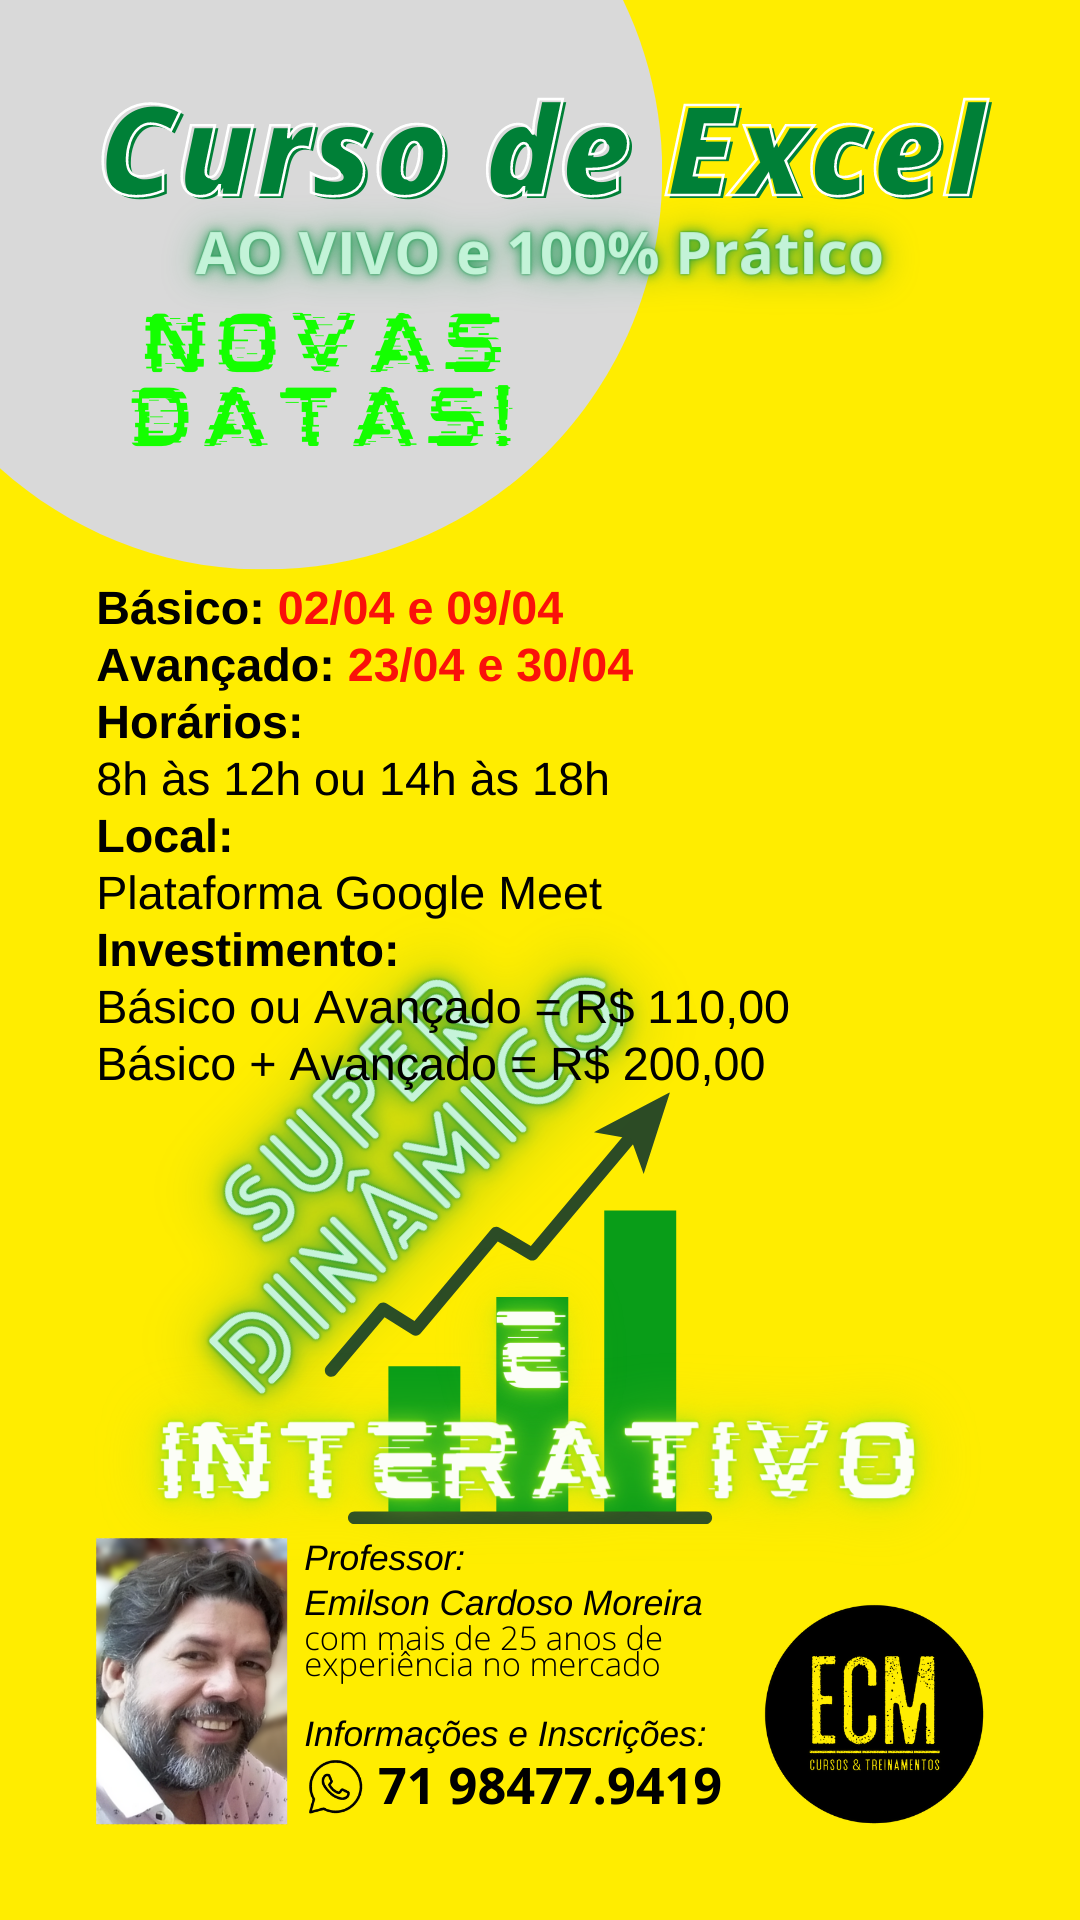 Curso de Excel
AO VIVO e 100% Prático
NOVAS
DATAS!
Básico: 02/04 e 09/04
Avançado: 23/04 e 30/04
Horários:
8h às 12h ou 14h às 18h
Local:
Plataforma Google Meet
Investimento:
Básico ou Avançado = R$ 110,00
Básico + Avançado = R$ 200,00
SUPER
DINÂMICO
E
INTERATIVO
Professor:
Emilson Cardoso Moreira
com mais de 25 anos de
experiência no mercado
Informações e Inscrições:
71 98477.9419
ECM
CURSOS & TREINAMENTOS